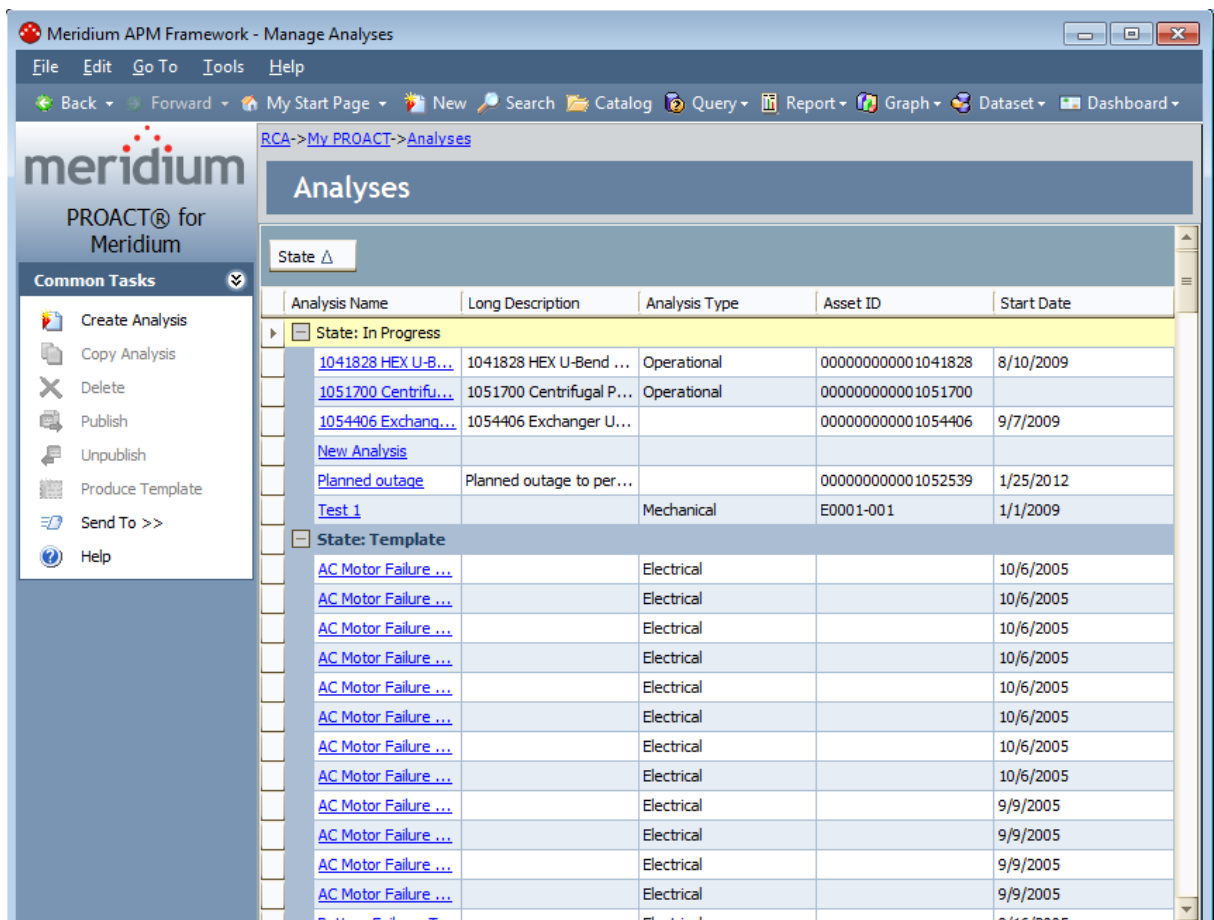 Meridium APM Framework - Manage Analyses
File Edit Go To Tools Help
Back Forward My Start Page New Search Catalog Query Report Graph Dataset Dashboard
meridium
PROACT® for
Meridium
Common Tasks
Create Analysis
Copy Analysis
Delete
Publish
Unpublish
Produce Template
Send To >>
Help
RCA->My PROACT->Analyses
Analyses
State
Analysis Name Long Description Analysis Type Asset ID Start Date
State: In Progress
1041828 HEX U-B... 1041828 HEX U-Bend ... Operational 000000000001041828 8/10/2009
1051700 Centrifu... 1051700 Centrifugal P... Operational 000000000001051700
1054406 Exchang... 1054406 Exchanger U... 000000000001054406 9/7/2009
New Analysis
Planned outage Planned outage to per... 000000000001052539 1/25/2012
Test 1 Mechanical E0001-001 1/1/2009
State: Template
AC Motor Failure ... Electrical 10/6/2005
AC Motor Failure ... Electrical 10/6/2005
AC Motor Failure ... Electrical 10/6/2005
AC Motor Failure ... Electrical 10/6/2005
AC Motor Failure ... Electrical 10/6/2005
AC Motor Failure ... Electrical 10/6/2005
AC Motor Failure ... Electrical 10/6/2005
AC Motor Failure ... Electrical 10/6/2005
AC Motor Failure ... Electrical 9/9/2005
AC Motor Failure ... Electrical 9/9/2005
AC Motor Failure ... Electrical 9/9/2005
AC Motor Failure ... Electrical 9/9/2005